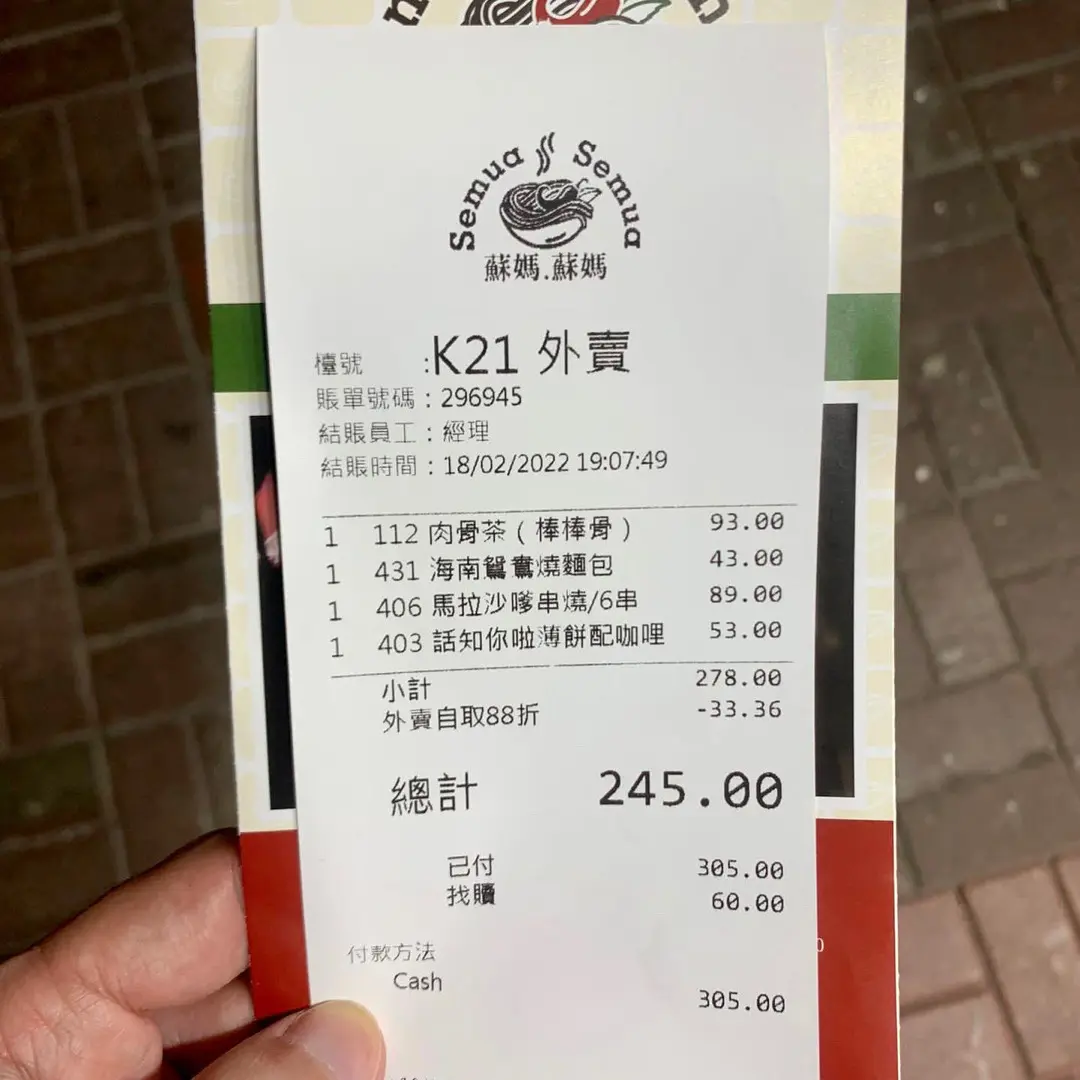 Semua Semua
蘇媽.蘇媽
檯號 :K21 外賣
賬單號碼：296945
結賬員工：經理
結賬時間：18/02/2022 19:07:49
1 112 肉骨茶（棒棒骨） 93.00
1 431 海南鴛鴦燒麵包 43.00
1 406 馬拉沙嗲串燒/6串 89.00
1 403 話知你啦薄餅配咖哩 53.00
小計 278.00
外賣自取88折 -33.36
總計 245.00
已付 305.00
找贖 60.00
付款方法
Cash
305.00